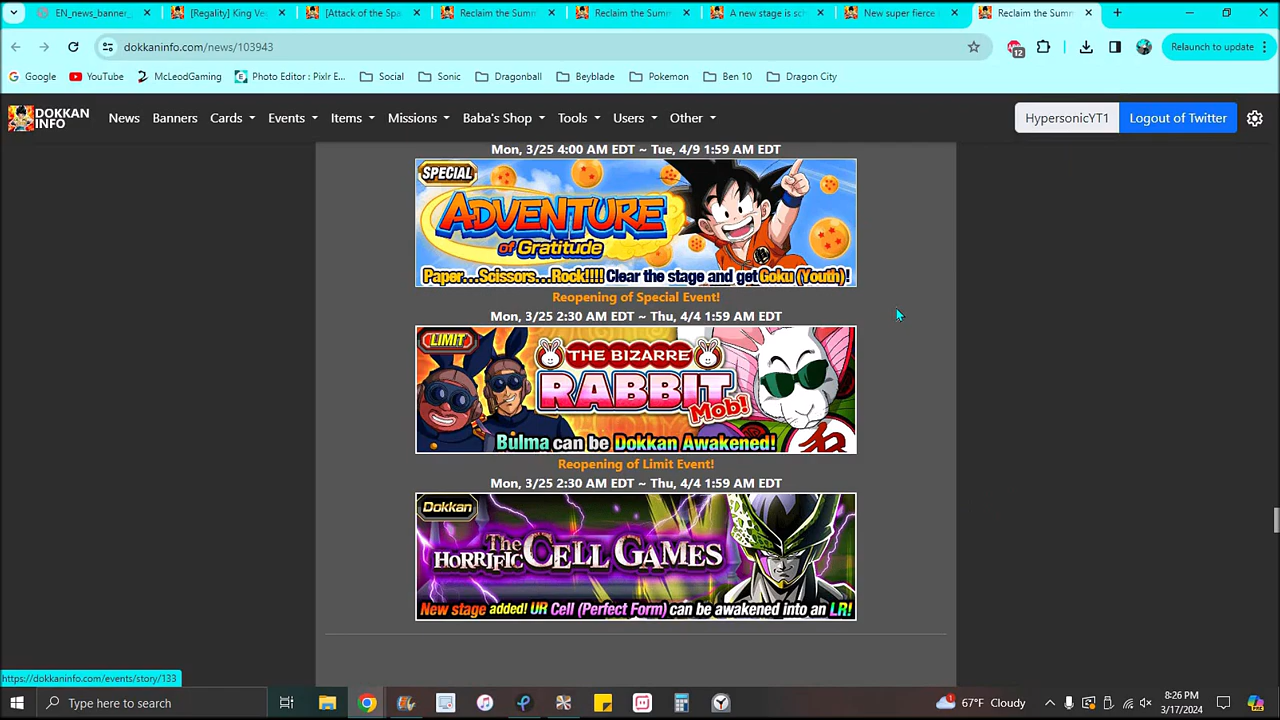 EN_news_banner_
[Regality] King Ve
[Attack of the Spa
Reclaim the Summ
Reclaim the Summ
A new stage is sch
New super fierce
Reclaim the Summ
dokkaninfo.com/news/103943
12
Relaunch to update
Google
YouTube
McLeodGaming
Photo Editor : Pixlr E...
Social
Sonic
Dragonball
Beyblade
Pokemon
Ben 10
Dragon City
DOKKAN
INFO
News
Banners
Cards
Events
Items
Missions
Baba's Shop
Tools
Users
Other
HypersonicYT1
Logout of Twitter
Mon, 3/25 4:00 AM EDT ~ Tue, 4/9 1:59 AM EDT
SPECIAL
ADVENTURE
of Gratitude
Paper...Scissors...Rock!!!! Clear the stage and get Goku (Youth)!
Reopening of Special Event!
Mon, 3/25 2:30 AM EDT ~ Thu, 4/4 1:59 AM EDT
LIMIT
THE BIZARRE
RABBIT
Mob!
Bulma can be Dokkan Awakened!
Reopening of Limit Event!
Mon, 3/25 2:30 AM EDT ~ Thu, 4/4 1:59 AM EDT
Dokkan
The
HORRIFIC CELL GAMES
New stage added! UR Cell (Perfect Form) can be awakened into an LR!
https://dokkaninfo.com/events/story/133
Type here to search
1
67°F Cloudy
8:26 PM
3/17/2024